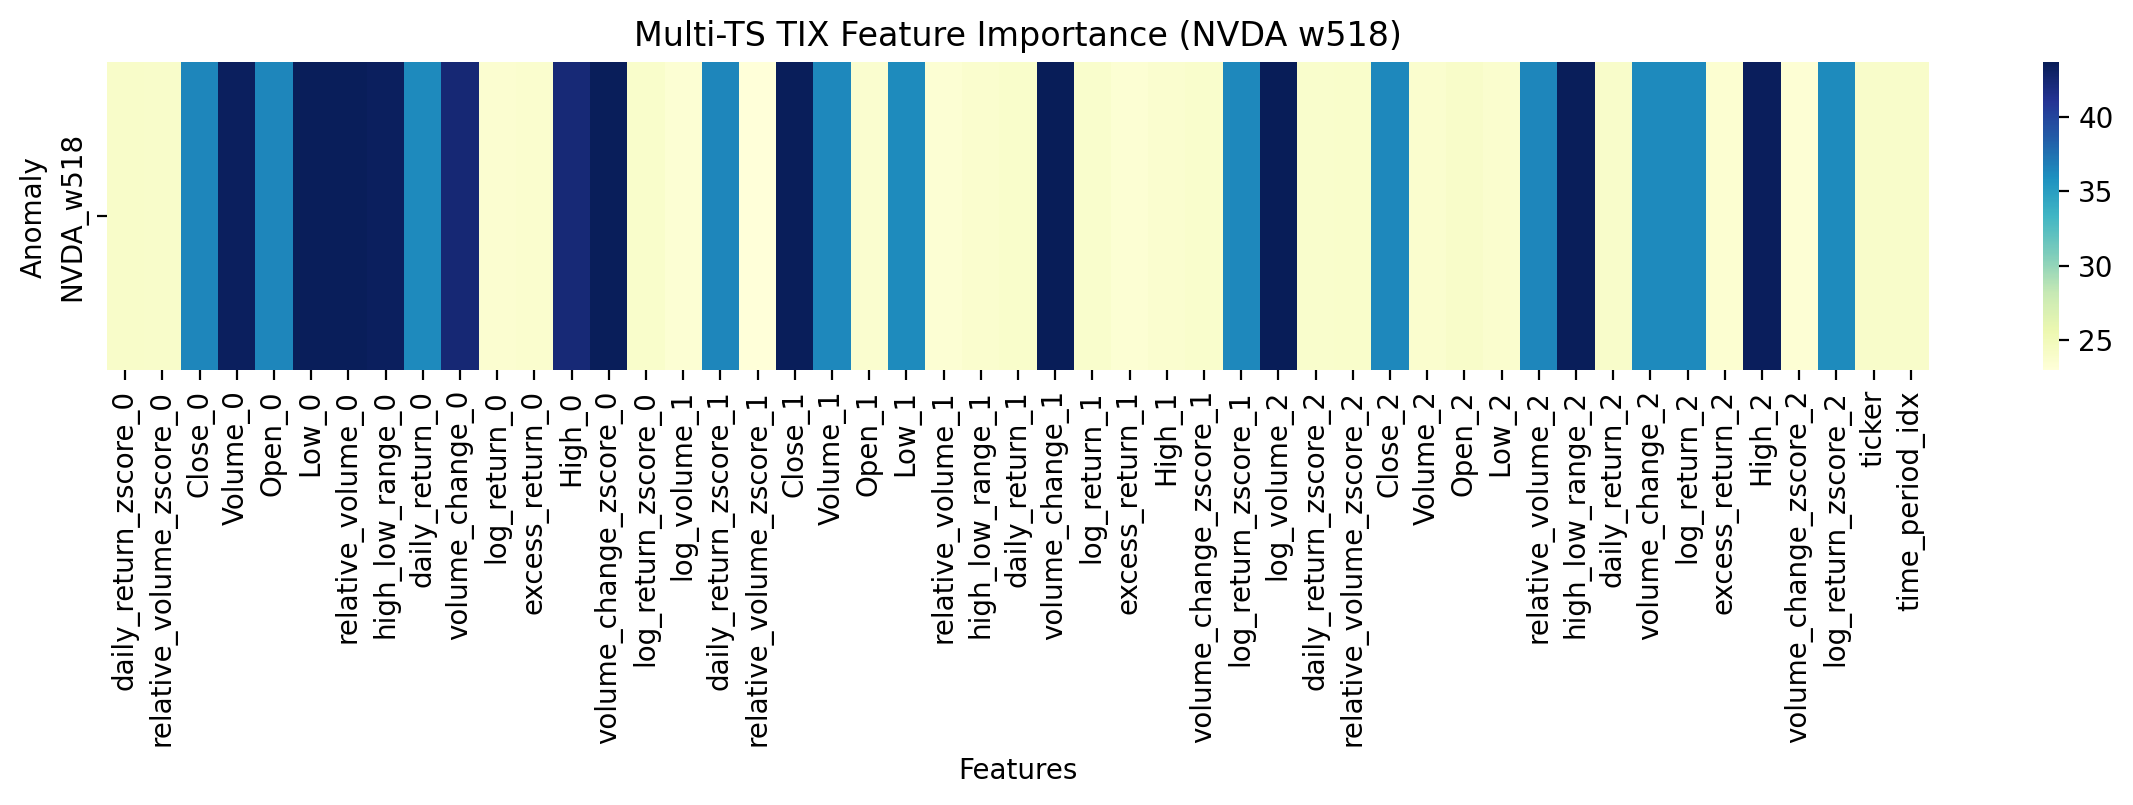 Multi-TS TIX Feature Importance (NVDA w518)
Anomaly
NVDA_w518
40
35
30
25
daily_return_zscore_0
relative_volume_zscore_0
Close_0
Volume_0
Open_0
Low_0
relative_volume_0
high_low_range_0
daily_return_0
volume_change_0
log_return_0
excess_return_0
High_0
volume_change_zscore_0
log_return_zscore_0
log_volume_1
daily_return_zscore_1
relative_volume_zscore_1
Close_1
Volume_1
Open_1
Low_1
relative_volume_1
high_low_range_1
daily_return_1
volume_change_1
log_return_1
excess_return_1
High_1
volume_change_zscore_1
log_return_zscore_1
log_volume_2
daily_return_zscore_2
relative_volume_zscore_2
Close_2
Volume_2
Open_2
Low_2
relative_volume_2
high_low_range_2
daily_return_2
volume_change_2
log_return_2
excess_return_2
High_2
volume_change_zscore_2
log_return_zscore_2
ticker
time_period_idx
Features